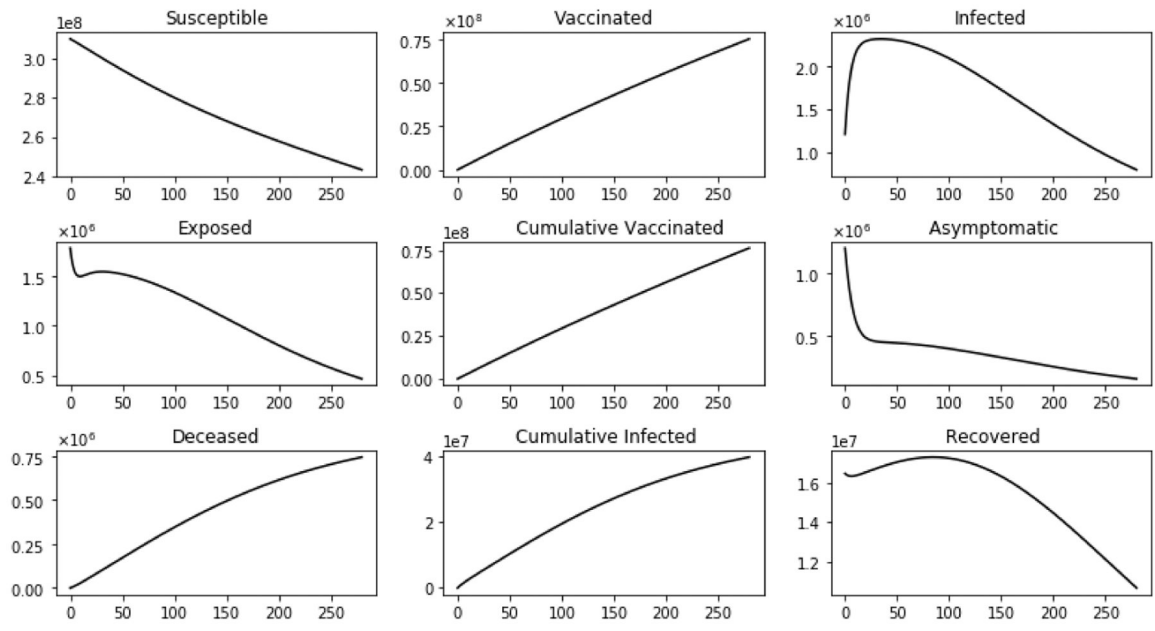 Susceptible
1e8
3.0
2.8
2.6
2.4
0 50 100 150 200 250
Vaccinated
×10⁸
0.75
0.50
0.25
0.00
0 50 100 150 200 250
Infected
×10⁶
2.0
1.5
1.0
0 50 100 150 200 250
Exposed
×10⁶
1.5
1.0
0.5
0 50 100 150 200 250
Cumulative Vaccinated
1e8
0.75
0.50
0.25
0.00
0 50 100 150 200 250
Asymptomatic
×10⁶
1.0
0.5
0 50 100 150 200 250
Deceased
×10⁶
0.75
0.50
0.25
0.00
0 50 100 150 200 250
Cumulative Infected
1e7
4
2
0
0 50 100 150 200 250
Recovered
1e7
1.6
1.4
1.2
0 50 100 150 200 250